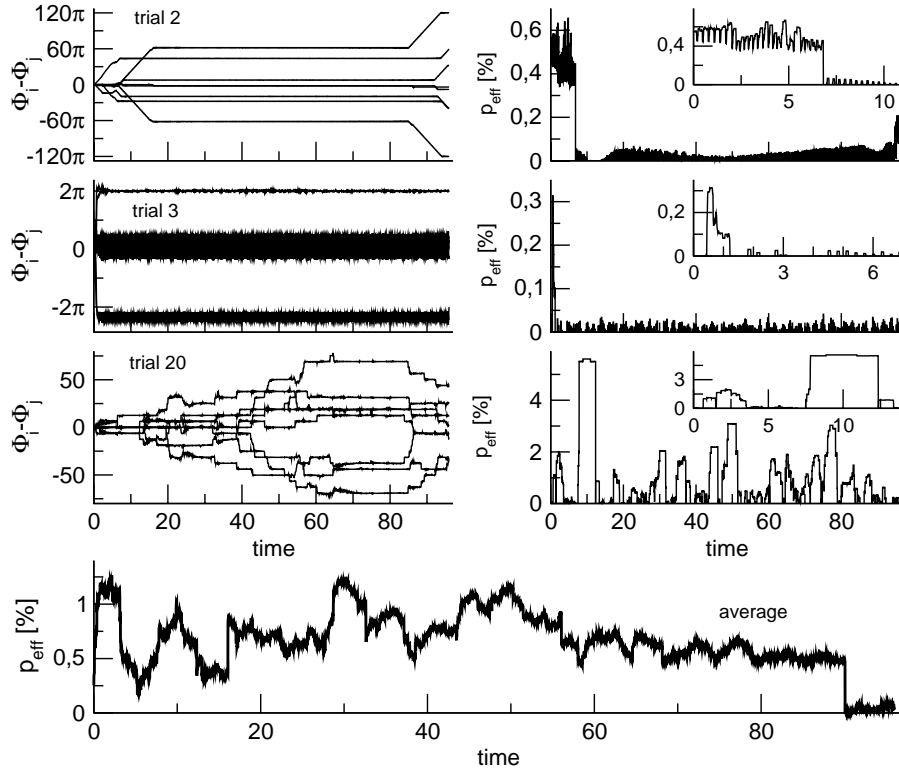 120π
60π
0
-60π
-120π
Φi-Φj
trial 2
0,8
0,6
0,4
0,2
0
peff [%]
0,4
0
0 5 10
2π
0
-2π
Φi-Φj
trial 3
0,3
0,2
0,1
0
peff [%]
0,2
0
0 3 6
50
0
-50
Φi-Φj
trial 20
0 20 40 60 80
time
4
2
0
peff [%]
3
0
0 5 10
0 20 40 60 80
time
1
0,5
0
peff [%]
average
0 20 40 60 80
time